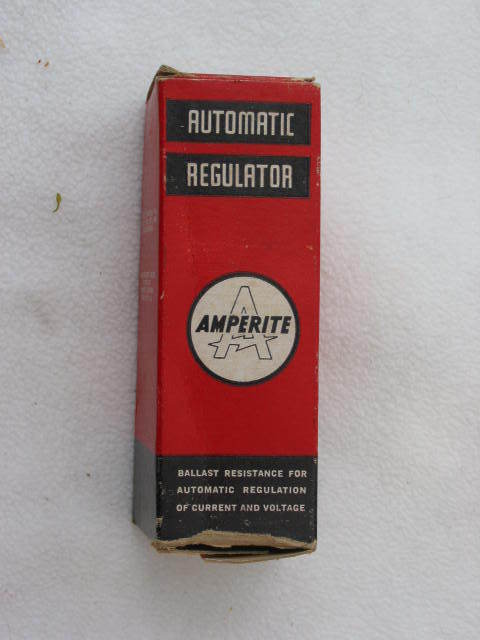 AUTOMATIC
REGULATOR
AMPERITE
BALLAST RESISTANCE FOR
AUTOMATIC REGULATION
OF CURRENT AND VOLTAGE